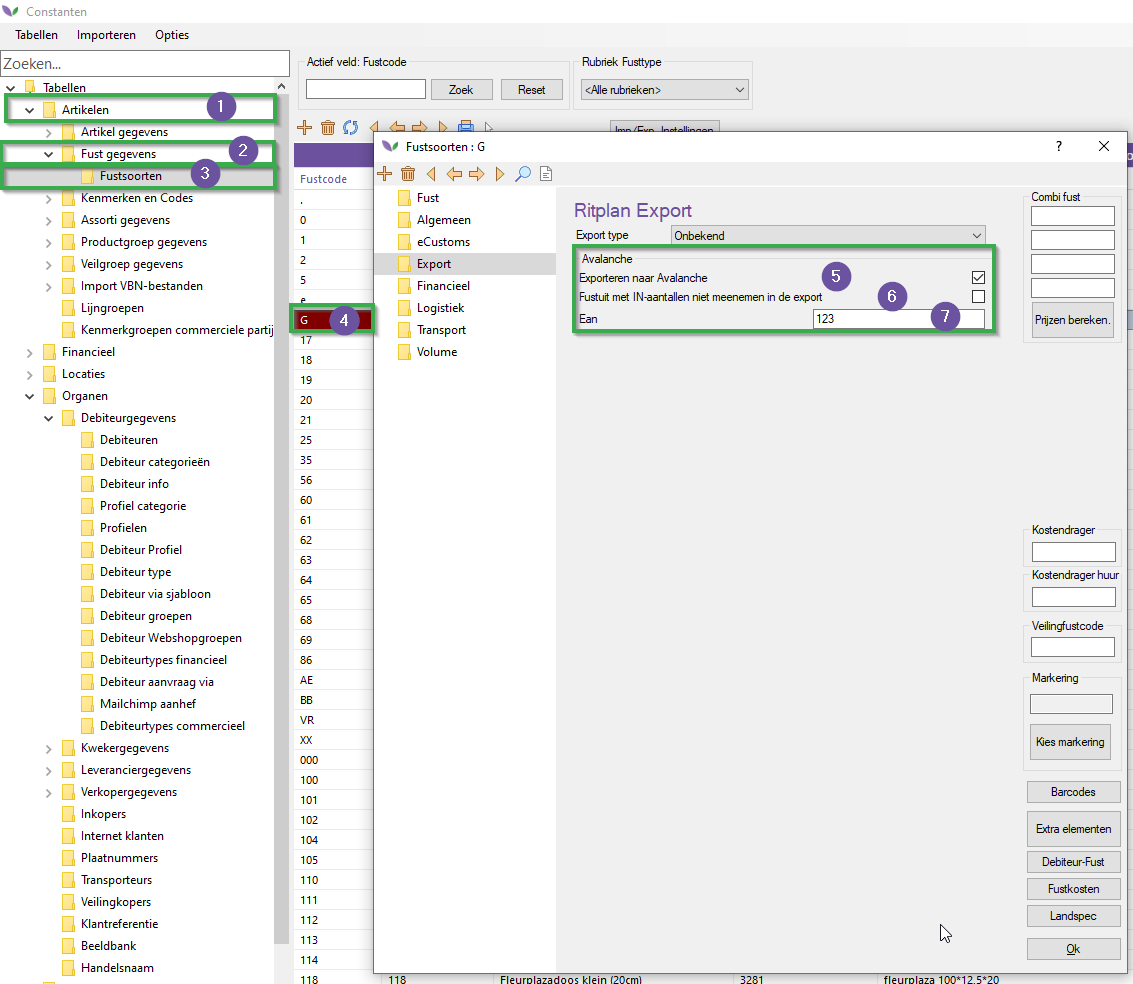 Constanten
Tabellen Importeren Opties
Zoeken...
Tabellen
Artikelen 1
Artikel gegevens
Fust gegevens 2
Fustsoorten 3
Kenmerken en Codes
Assorti gegevens
Productgroep gegevens
Veilgroep gegevens
Import VBN-bestanden
Lijngroepen
Kenmerkgroepen commerciele partij
Financieel
Locaties
Organen
Debiteurgegevens
Debiteuren
Debiteur categorieën
Debiteur info
Profiel categorie
Profielen
Debiteur Profiel
Debiteur type
Debiteur via sjabloon
Debiteur groepen
Debiteur Webshopgroepen
Debiteurtypes financieel
Debiteur aanvraag via
Mailchimp aanhef
Debiteurtypes commercieel
Kwekergegevens
Leveranciergegevens
Verkopergegevens
Inkopers
Internet klanten
Plaatnummers
Transporteurs
Veilingkopers
Klantreferentie
Beeldbank
Handelsnaam
Actief veld: Fustcode
Zoek Reset
Rubriek Fusttype
<Alle rubrieken>
Imp/Exp. Instellingen
Fustcode
.
0
1
2
5
e
G 4
17
18
19
20
21
25
35
56
60
61
62
63
64
65
68
69
86
AE
BB
VR
XX
000
100
101
102
104
105
110
111
112
113
114
118 118 Fleurplazadoos klein (20cm) 3281 fleurplaza 100*12.5*20
Fustsoorten : G ?
Fust
Algemeen
eCustoms
Export
Financieel
Logistiek
Transport
Volume
Ritplan Export
Export type Onbekend
Avalanche
Exporteren naar Avalanche 5
Fustuit met IN-aantallen niet meenemen in de export 6
Ean 123 7
Combi fust
Prijzen bereken.
Kostendrager
Kostendrager huur
Veilingfustcode
Markering
Kies markering
Barcodes
Extra elementen
Debiteur-Fust
Fustkosten
Landspec
Ok